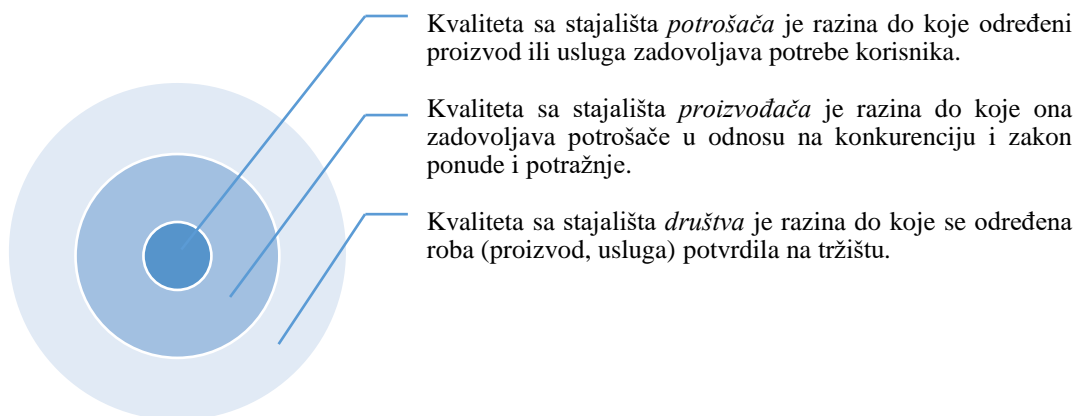 Kvaliteta sa stajališta potrošača je razina do koje određeni
proizvod ili usluga zadovoljava potrebe korisnika.
Kvaliteta sa stajališta proizvođača je razina do koje ona
zadovoljava potrošače u odnosu na konkurenciju i zakon
ponude i potražnje.
Kvaliteta sa stajališta društva je razina do koje se određena
roba (proizvod, usluga) potvrdila na tržištu.